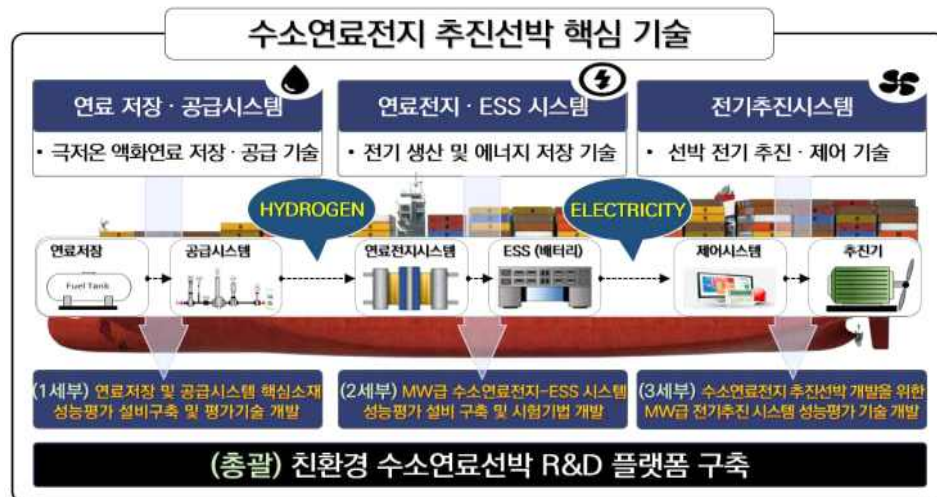 수소연료전지 추진선박 핵심 기술
연료 저장 · 공급시스템
• 극저온 액화연료 저장 · 공급 기술
연료전지 · ESS 시스템
• 전기 생산 및 에너지 저장 기술
전기추진시스템
• 선박 전기 추진 · 제어 기술
HYDROGEN
ELECTRICITY
연료저장
Fuel Tank
공급시스템
연료전지시스템
ESS (배터리)
제어시스템
추진기
(1세부) 연료저장 및 공급시스템 핵심소재
성능평가 설비구축 및 평가기술 개발
(2세부) MW급 수소연료전지-ESS 시스템
성능평가 설비 구축 및 시험기법 개발
(3세부) 수소연료전지 추진선박 개발을 위한
MW급 전기추진 시스템 성능평가 기술 개발
(총괄) 친환경 수소연료선박 R&D 플랫폼 구축